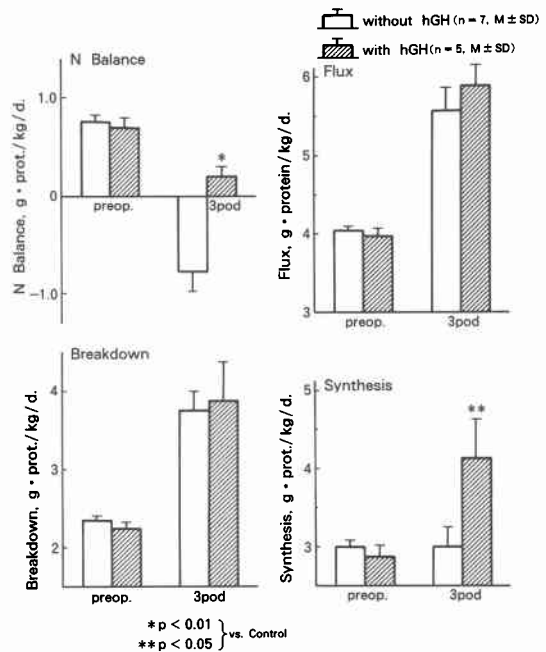 without hGH (n = 7, M ± SD)
with hGH (n = 5, M ± SD)
N Balance
N Balance, g • prot./kg/d.
1.0
0
−1.0
preop.
3pod
*
Flux
Flux, g • protein/kg/d.
6
5
4
3
preop.
3pod
Breakdown
Breakdown, g • prot./kg/d.
4
3
2
preop.
3pod
Synthesis
Synthesis, g • prot./kg/d.
5
4
3
preop.
3pod
**
* p < 0.01
** p < 0.05
} vs. Control